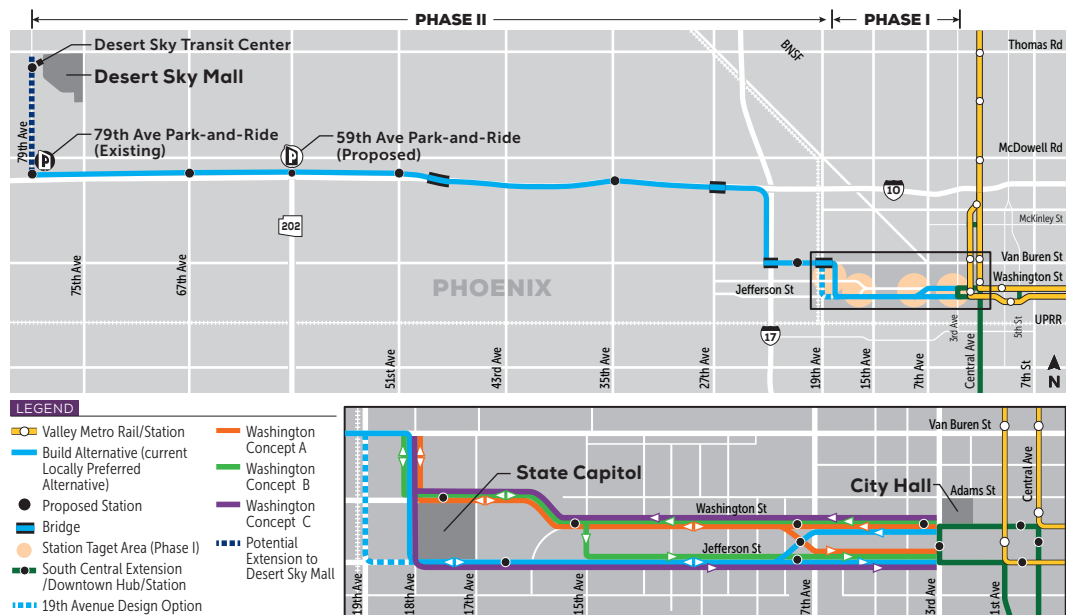 PHASE II
PHASE I
Desert Sky Transit Center
Desert Sky Mall
79th Ave
79th Ave Park-and-Ride
(Existing)
P
59th Ave Park-and-Ride
(Proposed)
P
BNSF
Thomas Rd
McDowell Rd
10
McKinley St
202
Van Buren St
Washington St
75th Ave
67th Ave
PHOENIX
Jefferson St
UPRR
17
51st Ave
43rd Ave
35th Ave
27th Ave
19th Ave
15th Ave
7th Ave
3rd Ave
Central Ave
5th St
7th St
N
LEGEND
Valley Metro Rail/Station
Build Alternative (current
Locally Preferred
Alternative)
Proposed Station
Bridge
Station Taget Area (Phase I)
South Central Extension
/Downtown Hub/Station
19th Avenue Design Option
Washington
Concept A
Washington
Concept B
Washington
Concept C
Potential
Extension to
Desert Sky Mall
Van Buren St
State Capitol
City Hall
Adams St
Central Ave
Washington St
Jefferson St
19th Ave
18th Ave
17th Ave
15th Ave
7th Ave
3rd Ave
1st Ave